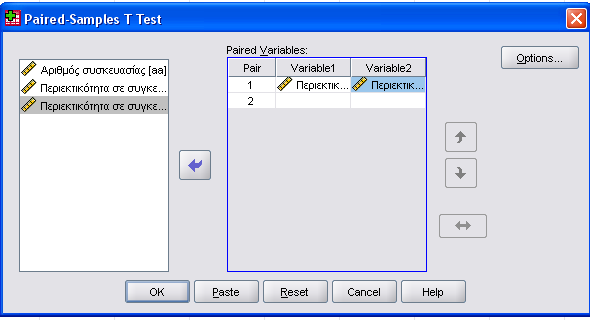 Paired-Samples T Test
Paired Variables:
Options...
Αριθμός συσκευασίας [aa]
Περιεκτικότητα σε συγκε...
Περιεκτικότητα σε συγκε...
Pair Variable1 Variable2
1 Περιεκτικ... Περιεκτικ...
2
OK Paste Reset Cancel Help